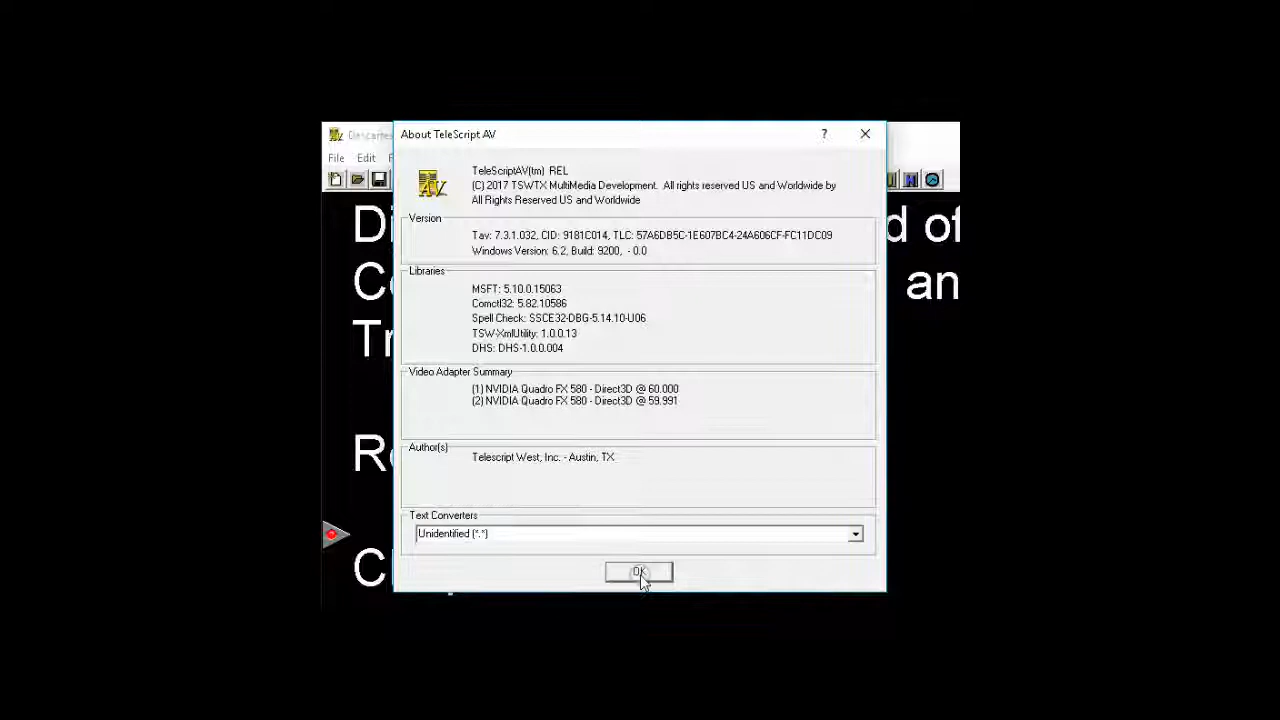 About TeleScript AV
?
Descartes
File Edit
TeleScriptAV(tm) REL
(C) 2017 TSWTX MultiMedia Development. All rights reserved US and Worldwide by
All Rights Reserved US and Worldwide
Version
Tav: 7.3.1.032, CID: 9181C014, TLC: 57A6DB5C-1E607BC4-24A606CF-FC11DC09
Windows Version: 6.2, Build: 9200, - 0.0
Libraries
MSFT: 5.10.0.15063
Comctl32: 5.82.10586
Spell Check: SSCE32-DBG-5.14.10-U06
TSW-XmlUtility: 1.0.0.13
DHS: DHS-1.0.0.004
Video Adapter Summary
(1) NVIDIA Quadro FX 580 - Direct3D @ 60.000
(2) NVIDIA Quadro FX 580 - Direct3D @ 59.991
Author(s)
Telescript West, Inc. - Austin, TX
Text Converters
Unidentified (*.*)
OK
d of
an